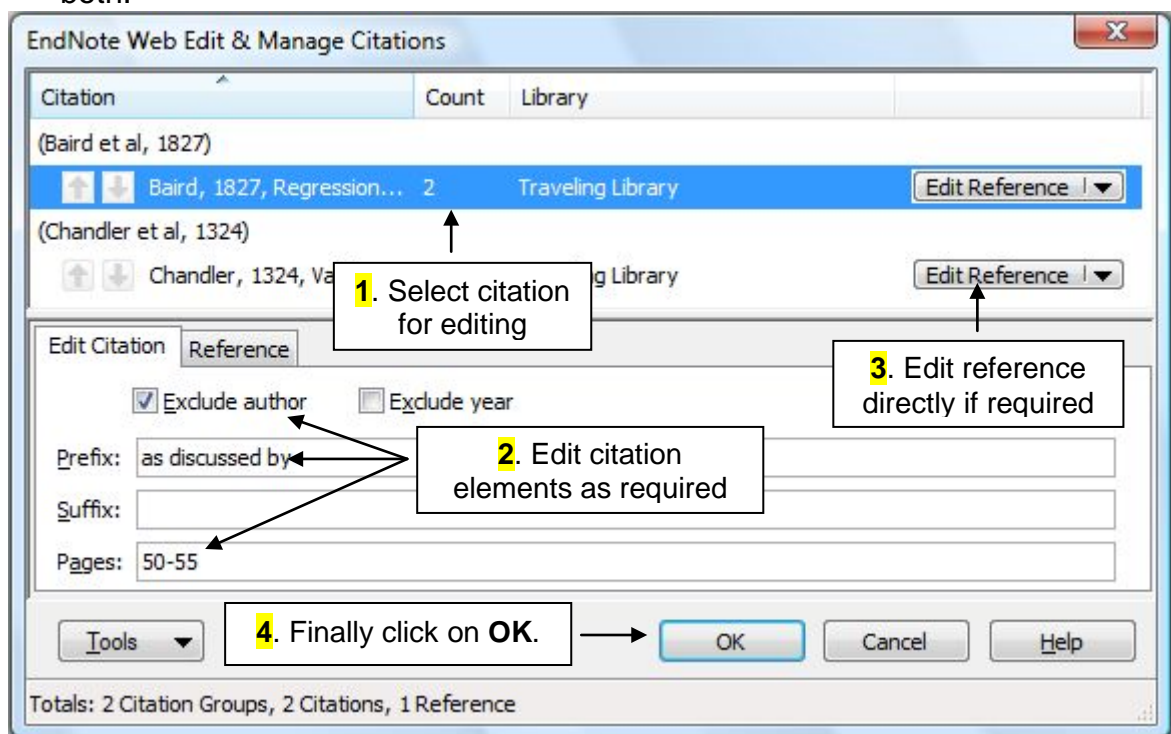 both.
EndNote Web Edit & Manage Citations
Citation Count Library
(Baird et al, 1827)
Baird, 1827, Regression... 2 Traveling Library Edit Reference
(Chandler et al, 1324)
Chandler, 1324, Library Edit Reference
1. Select citation
for editing
Edit Citation Reference
3. Edit reference
directly if required
Exclude author Exclude year
Prefix: as discussed by
2. Edit citation
elements as required
Suffix:
Pages: 50-55
Tools 4. Finally click on OK. OK Cancel Help
Totals: 2 Citation Groups, 2 Citations, 1 Reference